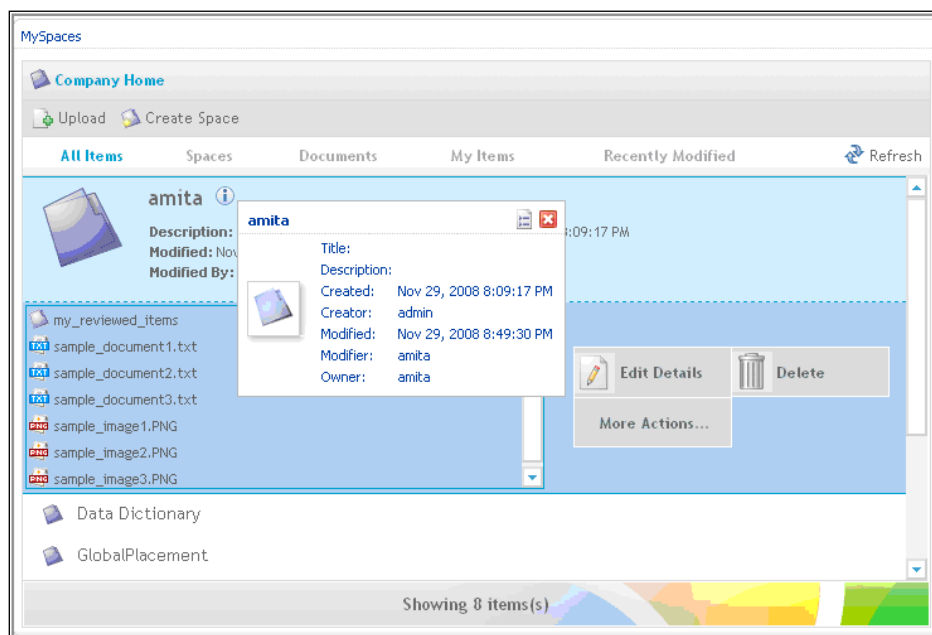 MySpaces
Company Home
Upload Create Space
All Items Spaces Documents My Items Recently Modified Refresh
amita
Description: :09:17 PM
Modified: Nov
Modified By:
amita
Title:
Description:
Created: Nov 29, 2008 8:09:17 PM
Creator: admin
Modified: Nov 29, 2008 8:49:30 PM
Modifier: amita
Owner: amita
my_reviewed_items
sample_document1.txt
sample_document2.txt
sample_document3.txt
sample_image1.PNG
sample_image2.PNG
sample_image3.PNG
Edit Details Delete
More Actions...
Data Dictionary
GlobalPlacement
Showing 8 items(s)